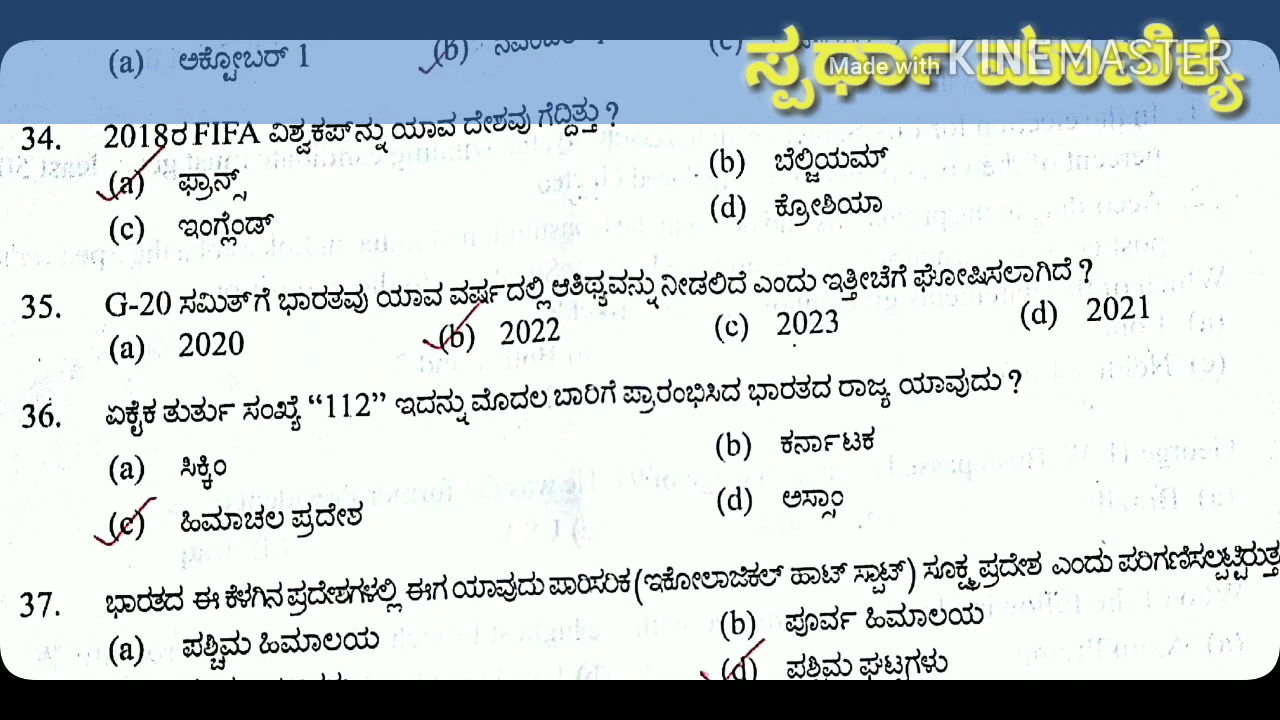 ಸ್ಪರ್ಧಾ ಮಾಣಿಕ್ಯ
Made with KINEMASTER
(a) ಅಕ್ಟೋಬರ್ 1 (b) ನವೆಂಬರ್ 1 (c)
34. 2018ರ FIFA ವಿಶ್ವಕಪ್‌ನ್ನು ಯಾವ ದೇಶವು ಗೆದ್ದಿತ್ತು ?
(a) ಫ್ರಾನ್ಸ್ (b) ಬೆಲ್ಜಿಯಮ್
(c) ಇಂಗ್ಲೆಂಡ್ (d) ಕ್ರೋಶಿಯಾ
35. G-20 ಸಮಿತ್‌ಗೆ ಭಾರತವು ಯಾವ ವರ್ಷದಲ್ಲಿ ಆತಿಥ್ಯವನ್ನು ನೀಡಲಿದೆ ಎಂದು ಇತ್ತೀಚೆಗೆ ಘೋಷಿಸಲಾಗಿದೆ ?
(a) 2020 (b) 2022 (c) 2023 (d) 2021
36. ಏಕೈಕ ತುರ್ತು ಸಂಖ್ಯೆ “112” ಇದನ್ನು ಮೊದಲ ಬಾರಿಗೆ ಪ್ರಾರಂಭಿಸಿದ ಭಾರತದ ರಾಜ್ಯ ಯಾವುದು ?
(a) ಸಿಕ್ಕಿಂ (b) ಕರ್ನಾಟಕ
(c) ಹಿಮಾಚಲ ಪ್ರದೇಶ (d) ಅಸ್ಸಾಂ
37. ಭಾರತದ ಈ ಕೆಳಗಿನ ಪ್ರದೇಶಗಳಲ್ಲಿ ಈಗ ಯಾವುದು ಪಾರಿಸರಿಕ (ಇಕೋಲಾಜಿಕಲ್ ಹಾಟ್ ಸ್ಪಾಟ್) ಸೂಕ್ಷ್ಮ ಪ್ರದೇಶ ಎಂದು ಪರಿಗಣಿಸಲ್ಪಟ್ಟಿರುತ್ತ
(a) ಪಶ್ಚಿಮ ಹಿಮಾಲಯ (b) ಪೂರ್ವ ಹಿಮಾಲಯ
(d) ಪಶ್ಚಿಮ ಘಟ್ಟಗಳು